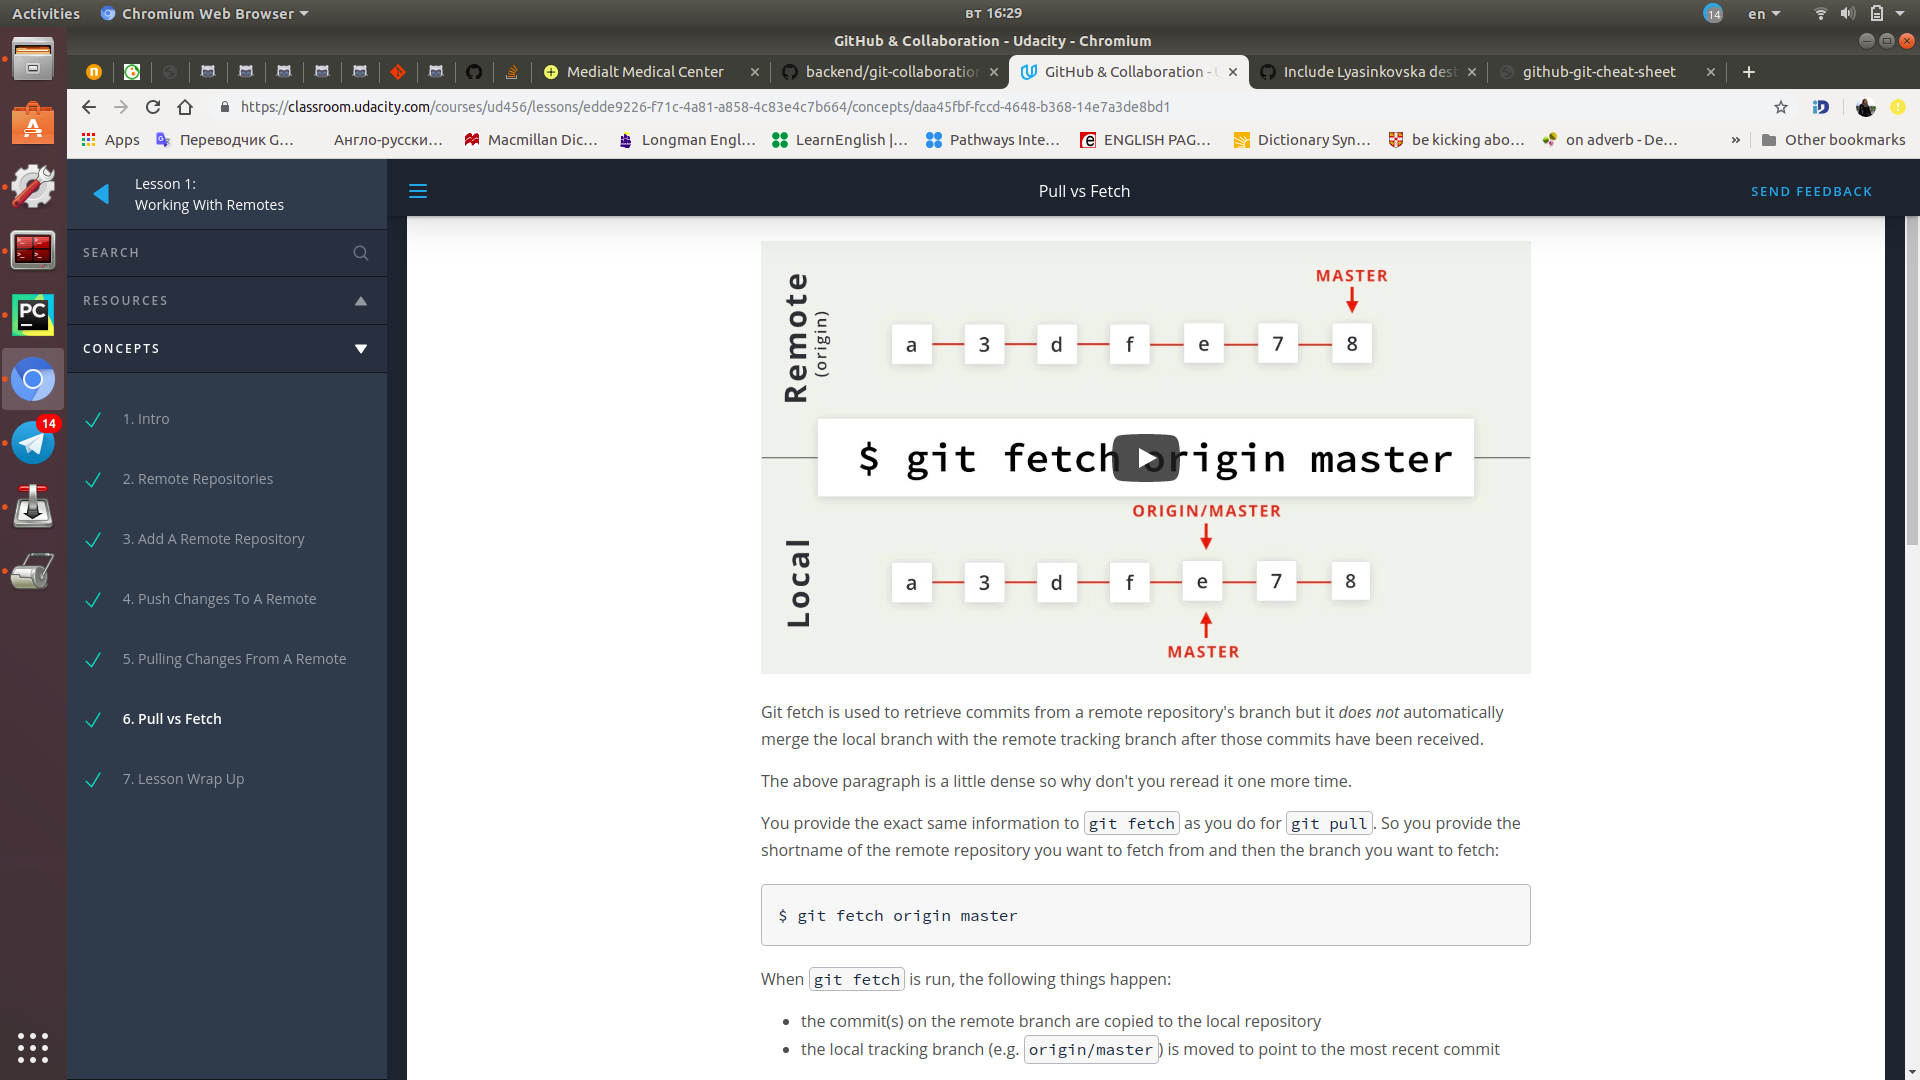 Activities
Chromium Web Browser
вт 16:29
14
en
GitHub & Collaboration - Udacity - Chromium
Medialt Medical Center
backend/git-collaboration
GitHub & Collaboration - U
Include Lyasinkovska dest
github-git-cheat-sheet
https://classroom.udacity.com/courses/ud456/lessons/edde9226-f71c-4a81-a858-4c83e4c7b664/concepts/daa45fbf-fccd-4648-b368-14e7a3de8bd1
Apps
Переводчик G...
Англо-русски...
Macmillan Dic...
Longman Engl...
LearnEnglish |...
Pathways Inte...
ENGLISH PAG...
Dictionary Syn...
be kicking abo...
on adverb - De...
»
Other bookmarks
Lesson 1:
Working With Remotes
Pull vs Fetch
SEND FEEDBACK
SEARCH
RESOURCES
CONCEPTS
1. Intro
2. Remote Repositories
3. Add A Remote Repository
4. Push Changes To A Remote
5. Pulling Changes From A Remote
6. Pull vs Fetch
7. Lesson Wrap Up
PC
14
Remote
(origin)
MASTER
a 3 d f e 7 8
$ git fetch origin master
ORIGIN/MASTER
Local
a 3 d f e 7 8
MASTER
Git fetch is used to retrieve commits from a remote repository's branch but it does not automatically
merge the local branch with the remote tracking branch after those commits have been received.
The above paragraph is a little dense so why don't you reread it one more time.
You provide the exact same information to git fetch as you do for git pull. So you provide the
shortname of the remote repository you want to fetch from and then the branch you want to fetch:
$ git fetch origin master
When git fetch is run, the following things happen:
• the commit(s) on the remote branch are copied to the local repository
• the local tracking branch (e.g. origin/master) is moved to point to the most recent commit